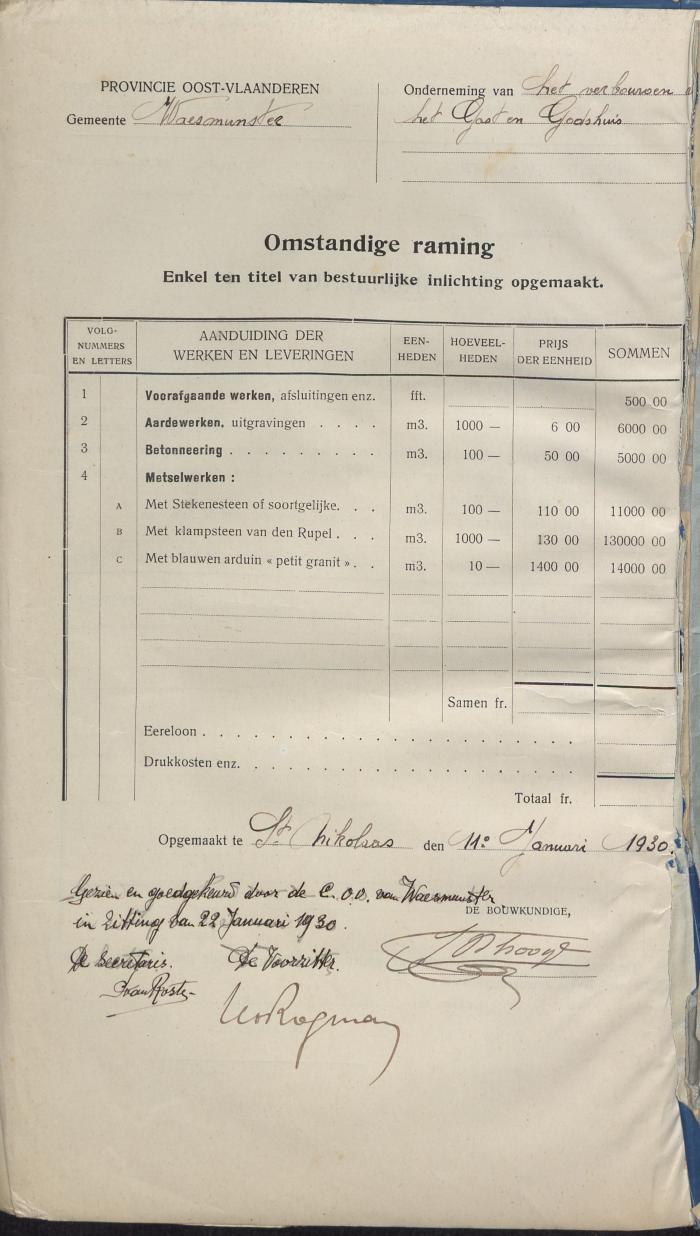 PROVINCIE OOST-VLAANDEREN
Gemeente Waesmunster
Onderneming van het verbouwen
het Gast en Godshuis
Omstandige raming
Enkel ten titel van bestuurlijke inlichting opgemaakt.
VOLG-NUMMERS EN LETTERS AANDUIDING DER WERKEN EN LEVERINGEN EEN-HEDEN HOEVEEL-HEDEN PRIJS DER EENHEID SOMMEN
1 Voorafgaande werken, afsluitingen enz. fft. 500 00
2 Aardewerken, uitgravingen . . . . m3. 1000 — 6 00 6000 00
3 Betonneering . . . . . . . . . m3. 100 — 50 00 5000 00
4 Metselwerken :
A Met Stekenesteen of soortgelijke. . . m3. 100 — 110 00 11000 00
B Met klampsteen van den Rupel . . . m3. 1000 — 130 00 130000 00
C Met blauwen arduin « petit granit » . . m3. 10 — 1400 00 14000 00
Samen fr.
Eereloon . . . . . . . . . . . . . . . . . .
Drukkosten enz. . . . . . . . . . . . . . . .
Totaal fr.
Opgemaakt te St. Nikolaas den 11e Januari 1930.
Gezien en goedgekeurd door de C.O.O. van Waesmunster
DE BOUWKUNDIGE,
in zitting van 22 Januari 1930.
De Secretaris. De Voorzitter.